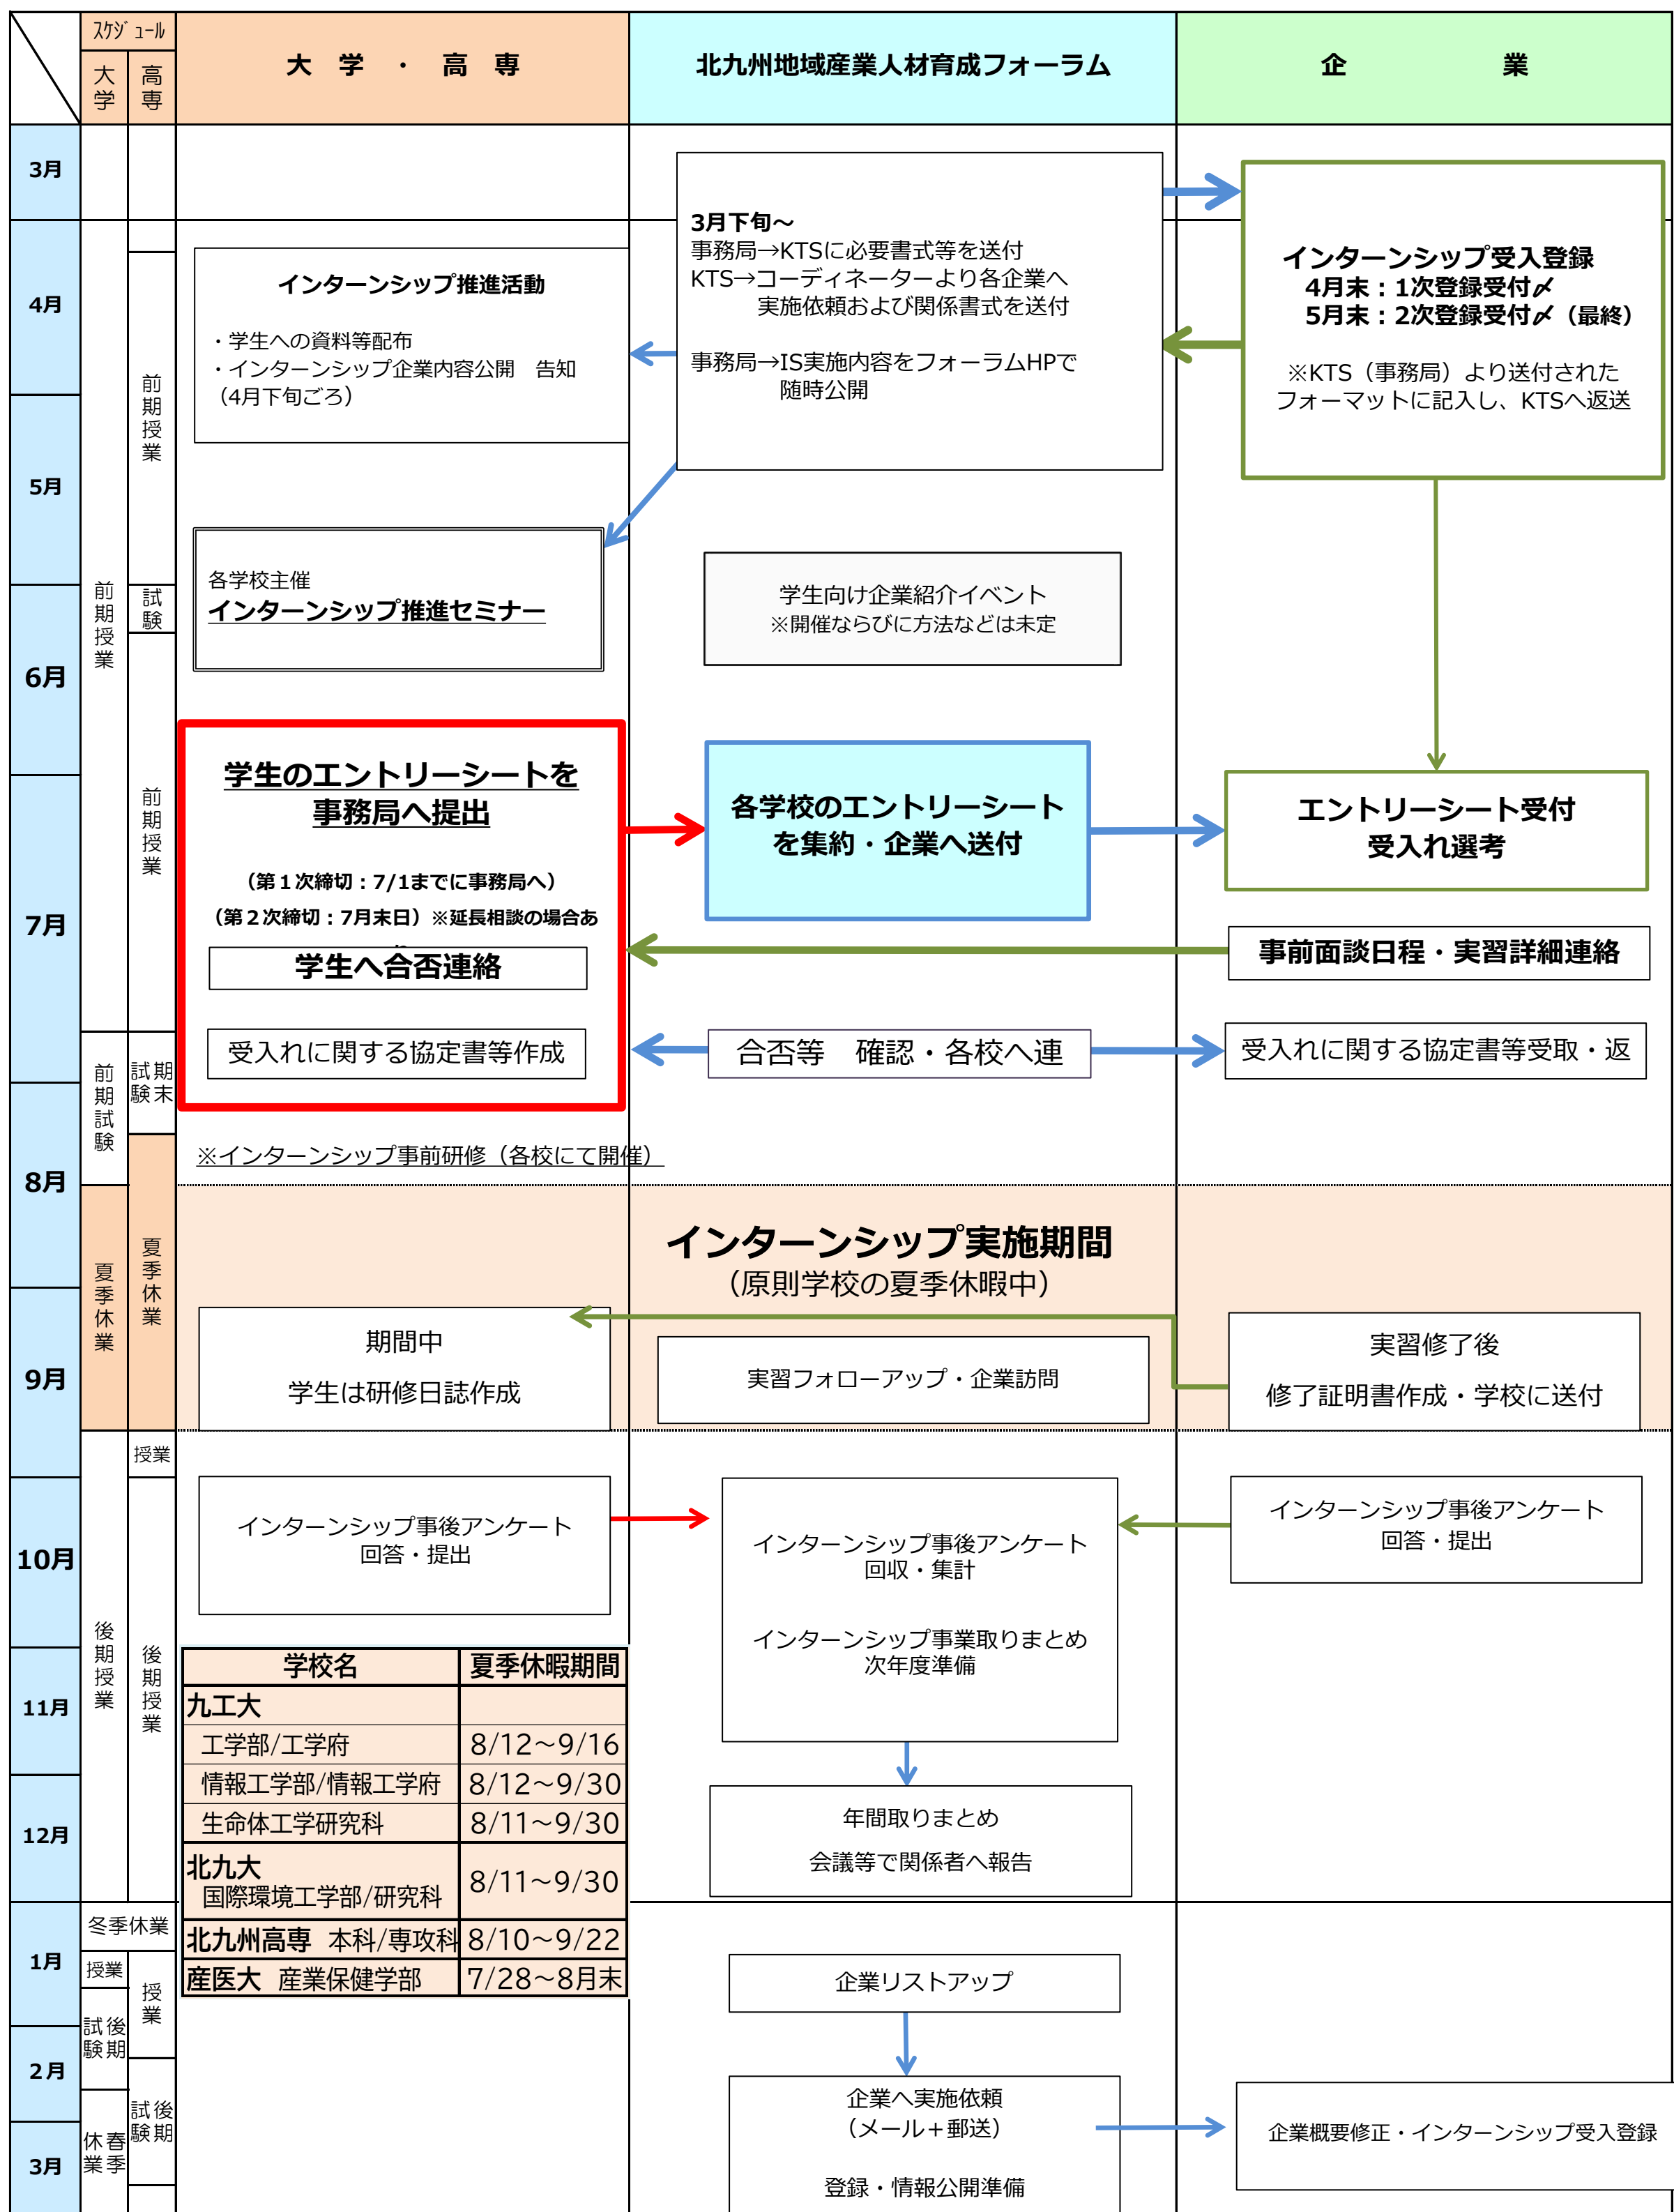 ｽｹｼﾞｭｰﾙ
大学
高専
大　学　・　高　専
北九州地域産業人材育成フォーラム
企　　業
3月
4月
5月
6月
7月
8月
9月
10月
11月
12月
1月
2月
3月
前期授業
前期試験
夏季休業
後期授業
冬季休業
授業
後期試験
春季休業
前期授業
試験
前期授業
期末試験
夏季休業
授業
後期授業
授業
後期試験
インターンシップ推進活動
・学生への資料等配布
・インターンシップ企業内容公開　告知
（4月下旬ごろ）
3月下旬～
事務局→KTSに必要書式等を送付
KTS→コーディネーターより各企業へ
実施依頼および関係書式を送付
事務局→IS実施内容をフォーラムHPで
随時公開
インターンシップ受入登録
4月末：1次登録受付〆
5月末：2次登録受付〆（最終）
※KTS（事務局）より送付された
フォーマットに記入し、KTSへ返送
各学校主催
インターンシップ推進セミナー
学生向け企業紹介イベント
※開催ならびに方法などは未定
学生のエントリーシートを
事務局へ提出
（第１次締切：7/1までに事務局へ）
（第２次締切：7月末日）※延長相談の場合あ
学生へ合否連絡
受入れに関する協定書等作成
各学校のエントリーシート
を集約・企業へ送付
エントリーシート受付
受入れ選考
事前面談日程・実習詳細連絡
合否等　確認・各校へ連
受入れに関する協定書等受取・返
※インターンシップ事前研修（各校にて開催）
インターンシップ実施期間
（原則学校の夏季休暇中）
期間中
学生は研修日誌作成
実習フォローアップ・企業訪問
実習修了後
修了証明書作成・学校に送付
インターンシップ事後アンケート
回答・提出
インターンシップ事後アンケート
回収・集計
インターンシップ事業取りまとめ
次年度準備
インターンシップ事後アンケート
回答・提出
学校名　夏季休暇期間
九工大
工学部/工学府　8/12～9/16
情報工学部/情報工学府　8/12～9/30
生命体工学研究科　8/11～9/30
北九大
国際環境工学部/研究科　8/11～9/30
北九州高専　本科/専攻科　8/10～9/22
産医大　産業保健学部　7/28～8月末
年間取りまとめ
会議等で関係者へ報告
企業リストアップ
企業へ実施依頼
（メール＋郵送）
登録・情報公開準備
企業概要修正・インターンシップ受入登録